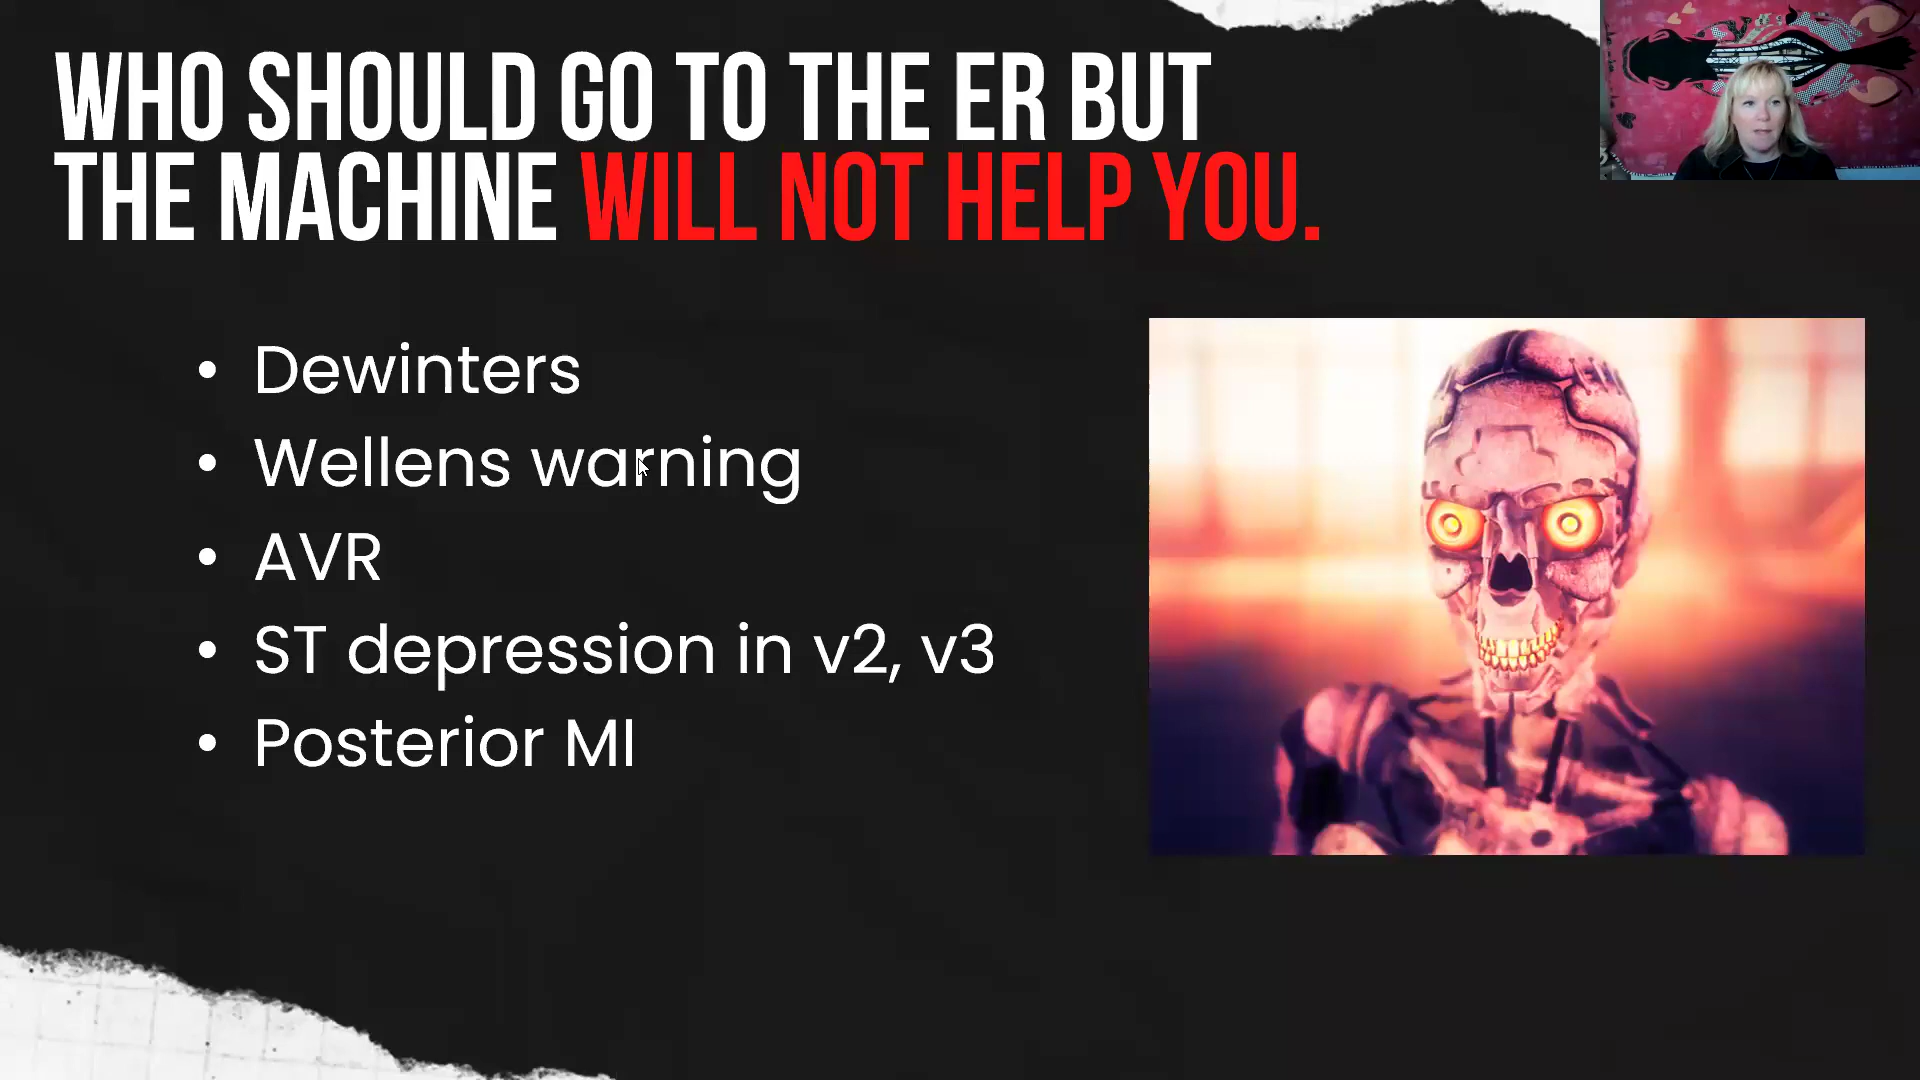 WHO SHOULD GO TO THE ER BUT
THE MACHINE WILL NOT HELP YOU.
• Dewinters
• Wellens warning
• AVR
• ST depression in v2, v3
• Posterior MI